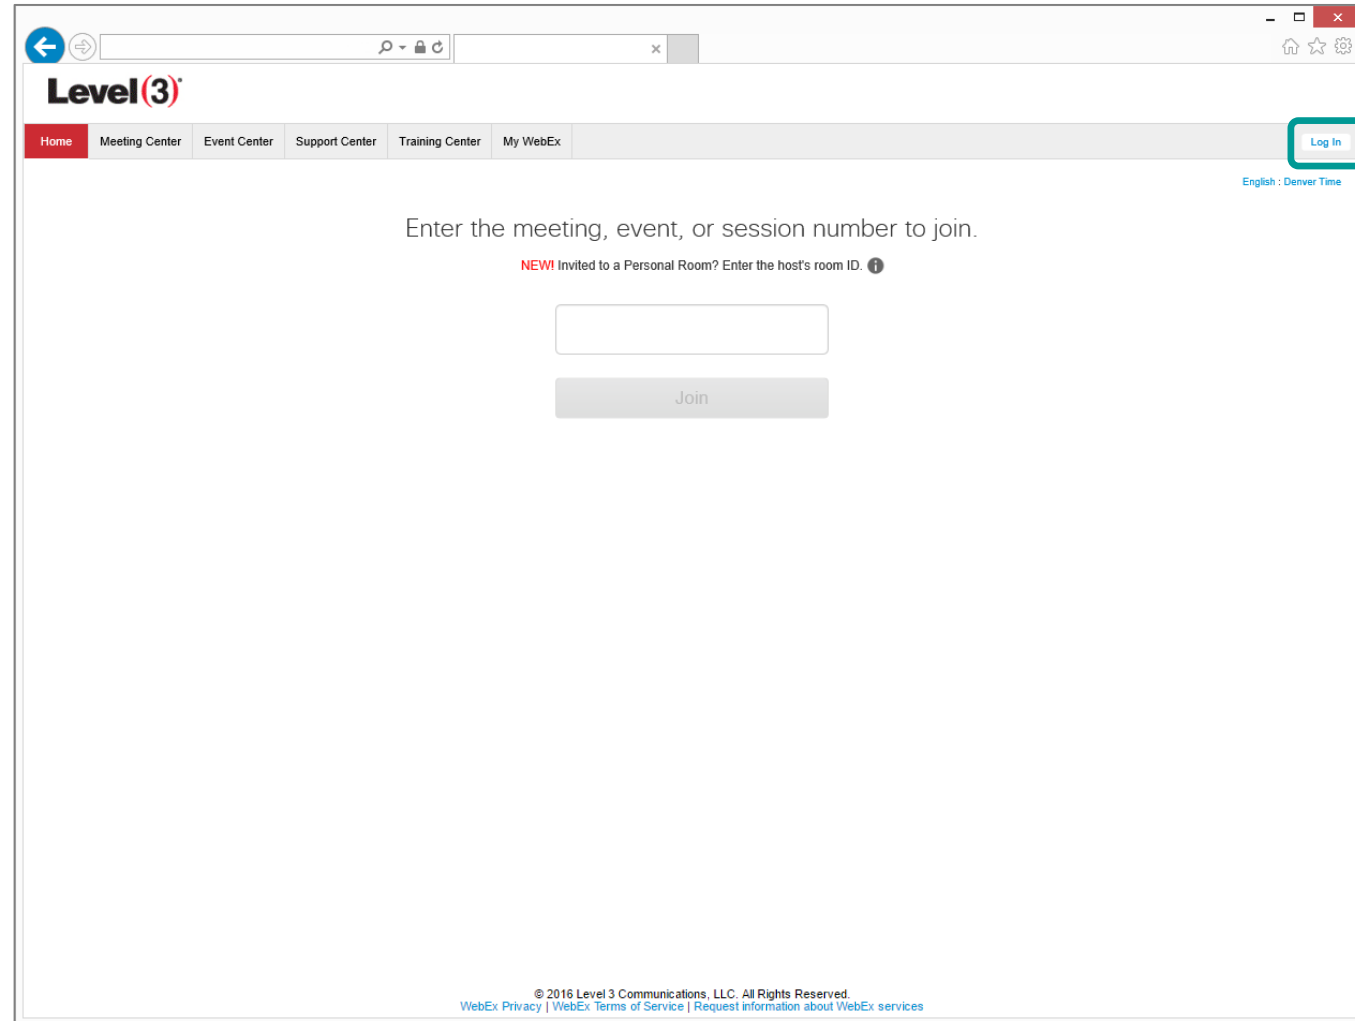 Level(3)®
Home Meeting Center Event Center Support Center Training Center My WebEx Log In
English : Denver Time
Enter the meeting, event, or session number to join.
NEW! Invited to a Personal Room? Enter the host's room ID.
Join
© 2016 Level 3 Communications, LLC. All Rights Reserved.
WebEx Privacy | WebEx Terms of Service | Request information about WebEx services